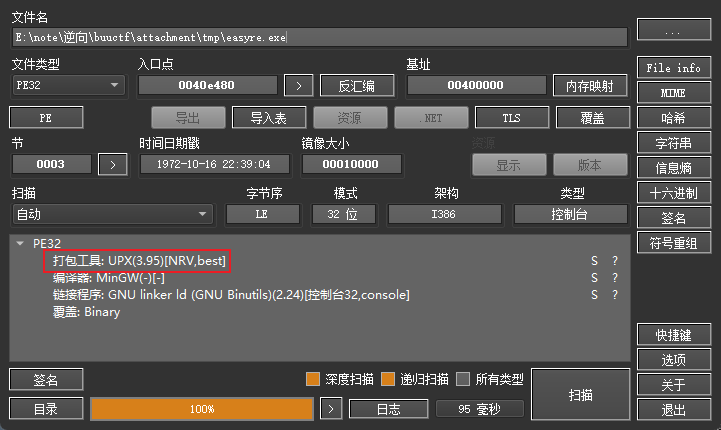 文件名
E:\note\逆向\buuctf\attachment\tmp\easyre.exe
...
文件类型 入口点 基址
PE32 0040e480 > 反汇编 00400000 内存映射
File info
MIME
PE 导出 导入表 资源 .NET TLS 覆盖
哈希
节 时间日期戳 镜像大小 资源
字符串
0003 > 1972-10-16 22:39:04 00010000 显示 版本
信息熵
扫描 字节序 模式 架构 类型
十六进制
自动 LE 32 位 I386 控制台
签名
符号重组
PE32
打包工具: UPX(3.95)[NRV,best] S ?
编译器: MinGW(-)[-] S
链接程序: GNU linker ld (GNU Binutils)(2.24)[控制台32,console] S ?
覆盖: Binary
快捷键
选项
签名 深度扫描 递归扫描 所有类型 扫描
关于
目录 100% > 日志 95 毫秒
退出